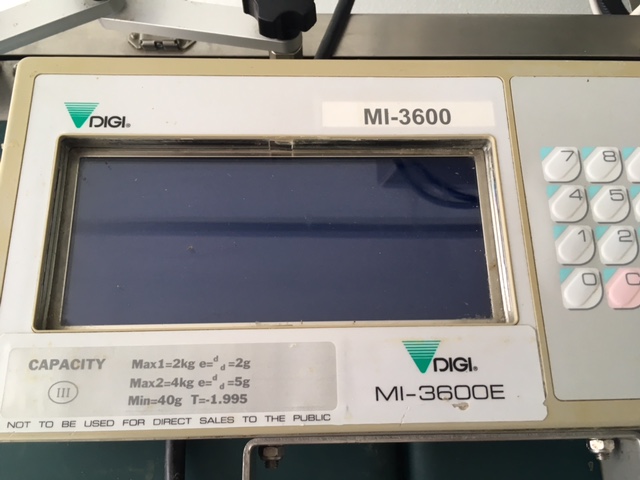 DIGI®
MI-3600
7 8
4 5
1 2
0 C
CAPACITY
III
Max1=2kg e=d d=2g
Max2=4kg e=d d=5g
Min=40g T=-1.995
DIGI®
MI-3600E
NOT TO BE USED FOR DIRECT SALES TO THE PUBLIC